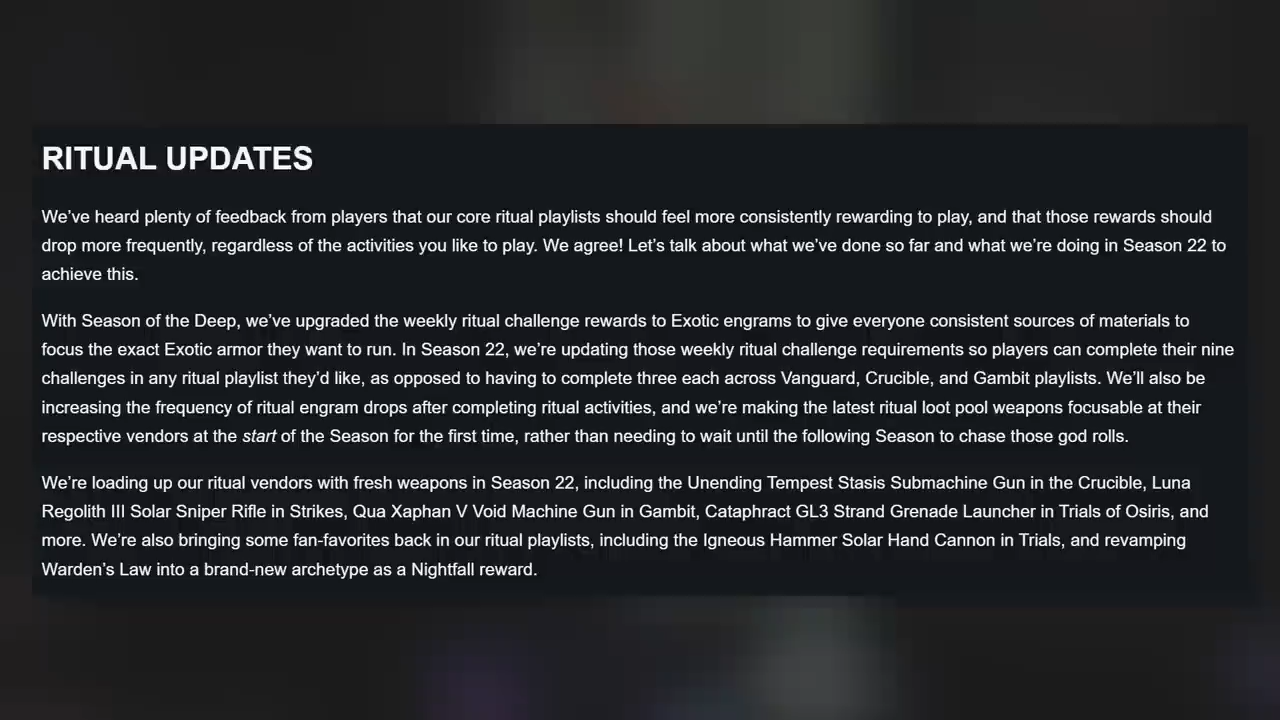 RITUAL UPDATES
We've heard plenty of feedback from players that our core ritual playlists should feel more consistently rewarding to play, and that those rewards should
drop more frequently, regardless of the activities you like to play. We agree! Let's talk about what we've done so far and what we're doing in Season 22 to
achieve this.
With Season of the Deep, we've upgraded the weekly ritual challenge rewards to Exotic engrams to give everyone consistent sources of materials to
focus the exact Exotic armor they want to run. In Season 22, we're updating those weekly ritual challenge requirements so players can complete their nine
challenges in any ritual playlist they'd like, as opposed to having to complete three each across Vanguard, Crucible, and Gambit playlists. We'll also be
increasing the frequency of ritual engram drops after completing ritual activities, and we're making the latest ritual loot pool weapons focusable at their
respective vendors at the start of the Season for the first time, rather than needing to wait until the following Season to chase those god rolls.
We're loading up our ritual vendors with fresh weapons in Season 22, including the Unending Tempest Stasis Submachine Gun in the Crucible, Luna
Regolith III Solar Sniper Rifle in Strikes, Qua Xaphan V Void Machine Gun in Gambit, Cataphract GL3 Strand Grenade Launcher in Trials of Osiris, and
more. We're also bringing some fan-favorites back in our ritual playlists, including the Igneous Hammer Solar Hand Cannon in Trials, and revamping
Warden's Law into a brand-new archetype as a Nightfall reward.